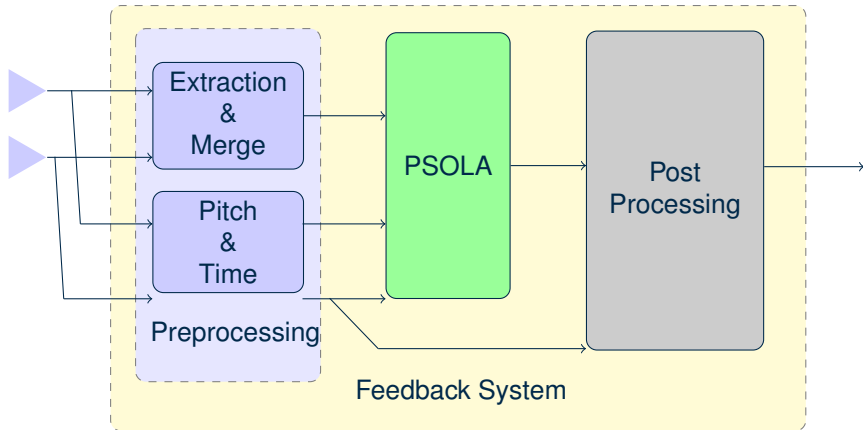 Extraction
&
Merge
Pitch
&
Time
Preprocessing
PSOLA
Post
Processing
Feedback System